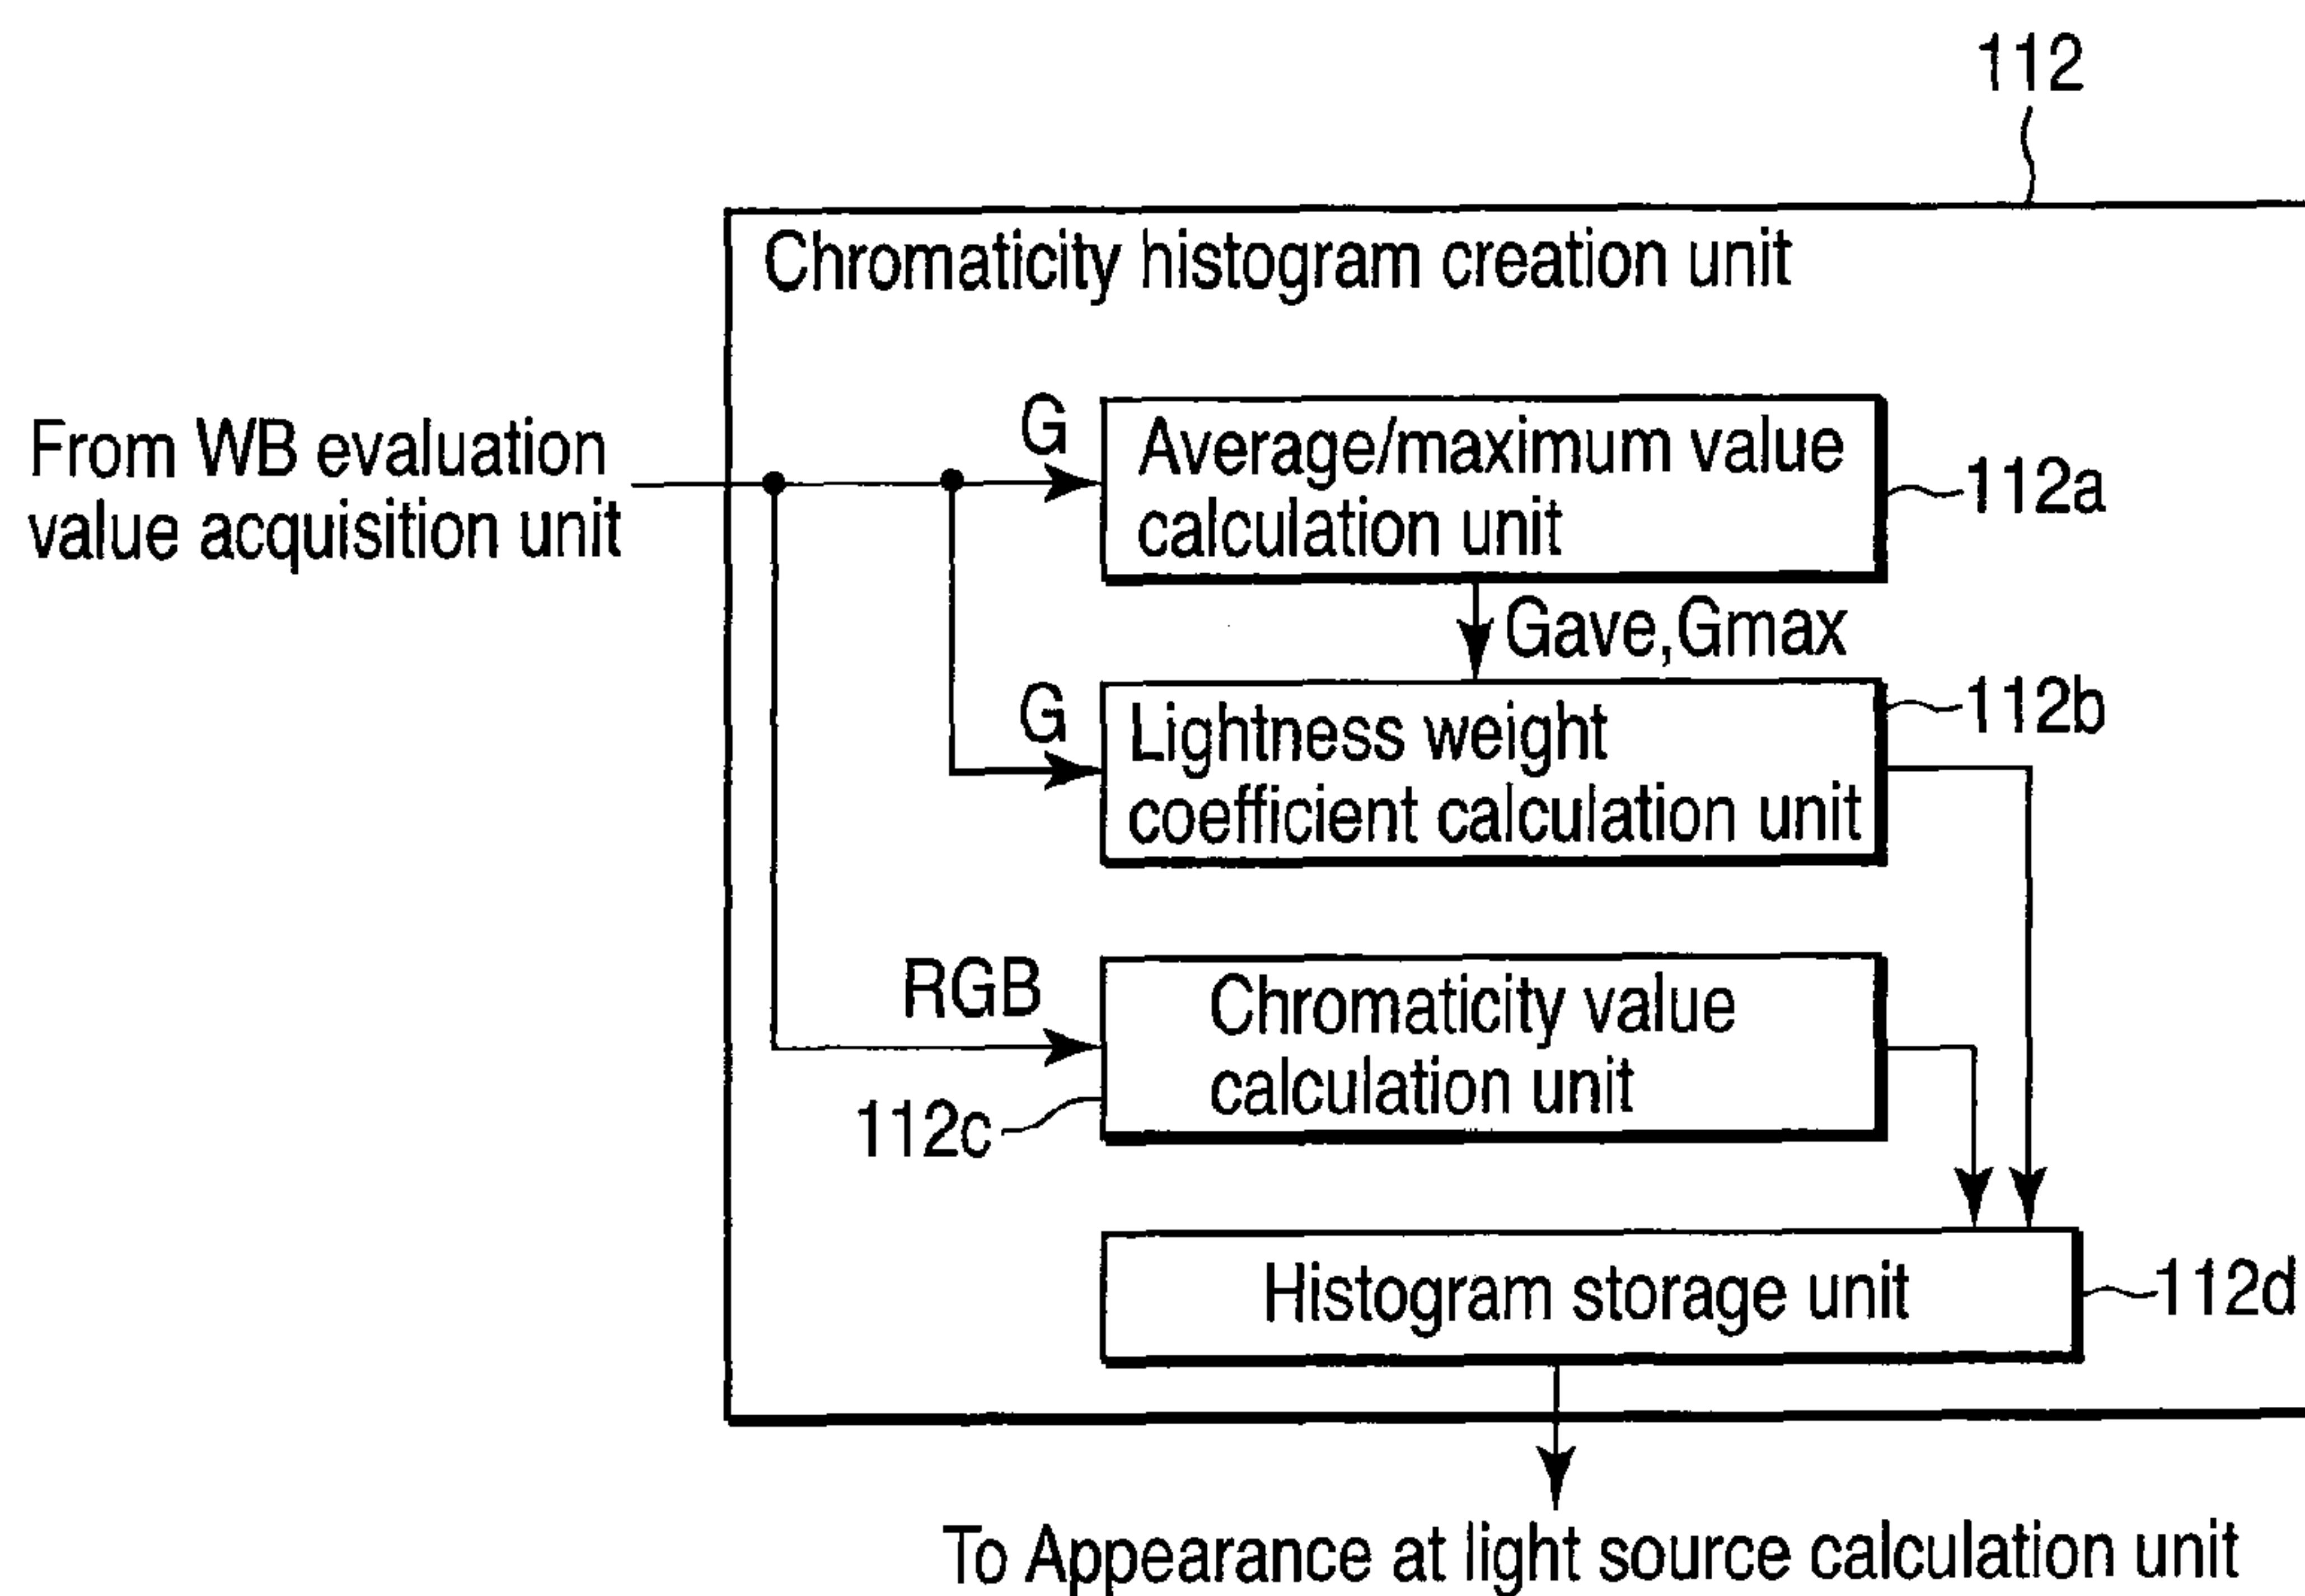 112
Chromaticity histogram creation unit
From WB evaluation
value acquisition unit
G
Average/maximum value
calculation unit
112a
Gave,Gmax
G
Lightness weight
coefficient calculation unit
112b
RGB
Chromaticity value
calculation unit
112c
Histogram storage unit
112d
To Appearance at light source calculation unit